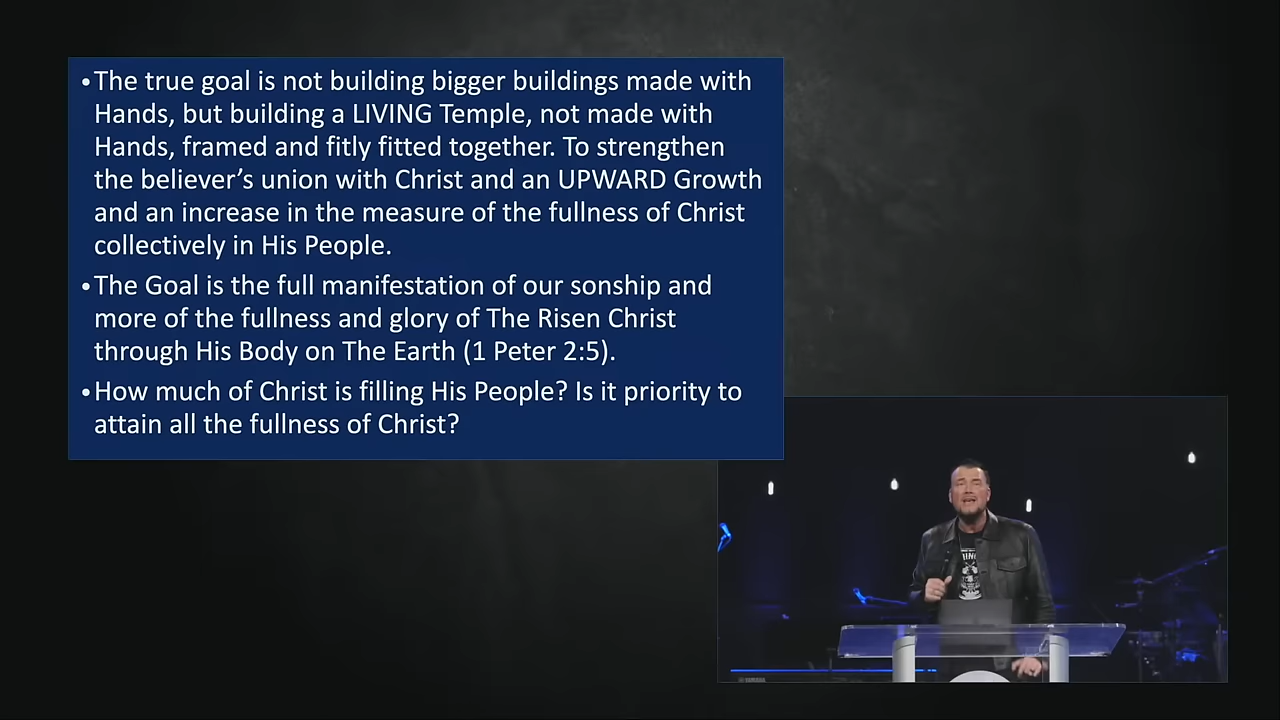 •The true goal is not building bigger buildings made with
Hands, but building a LIVING Temple, not made with
Hands, framed and fitly fitted together. To strengthen
the believer’s union with Christ and an UPWARD Growth
and an increase in the measure of the fullness of Christ
collectively in His People.
•The Goal is the full manifestation of our sonship and
more of the fullness and glory of The Risen Christ
through His Body on The Earth (1 Peter 2:5).
•How much of Christ is filling His People? Is it priority to
attain all the fullness of Christ?